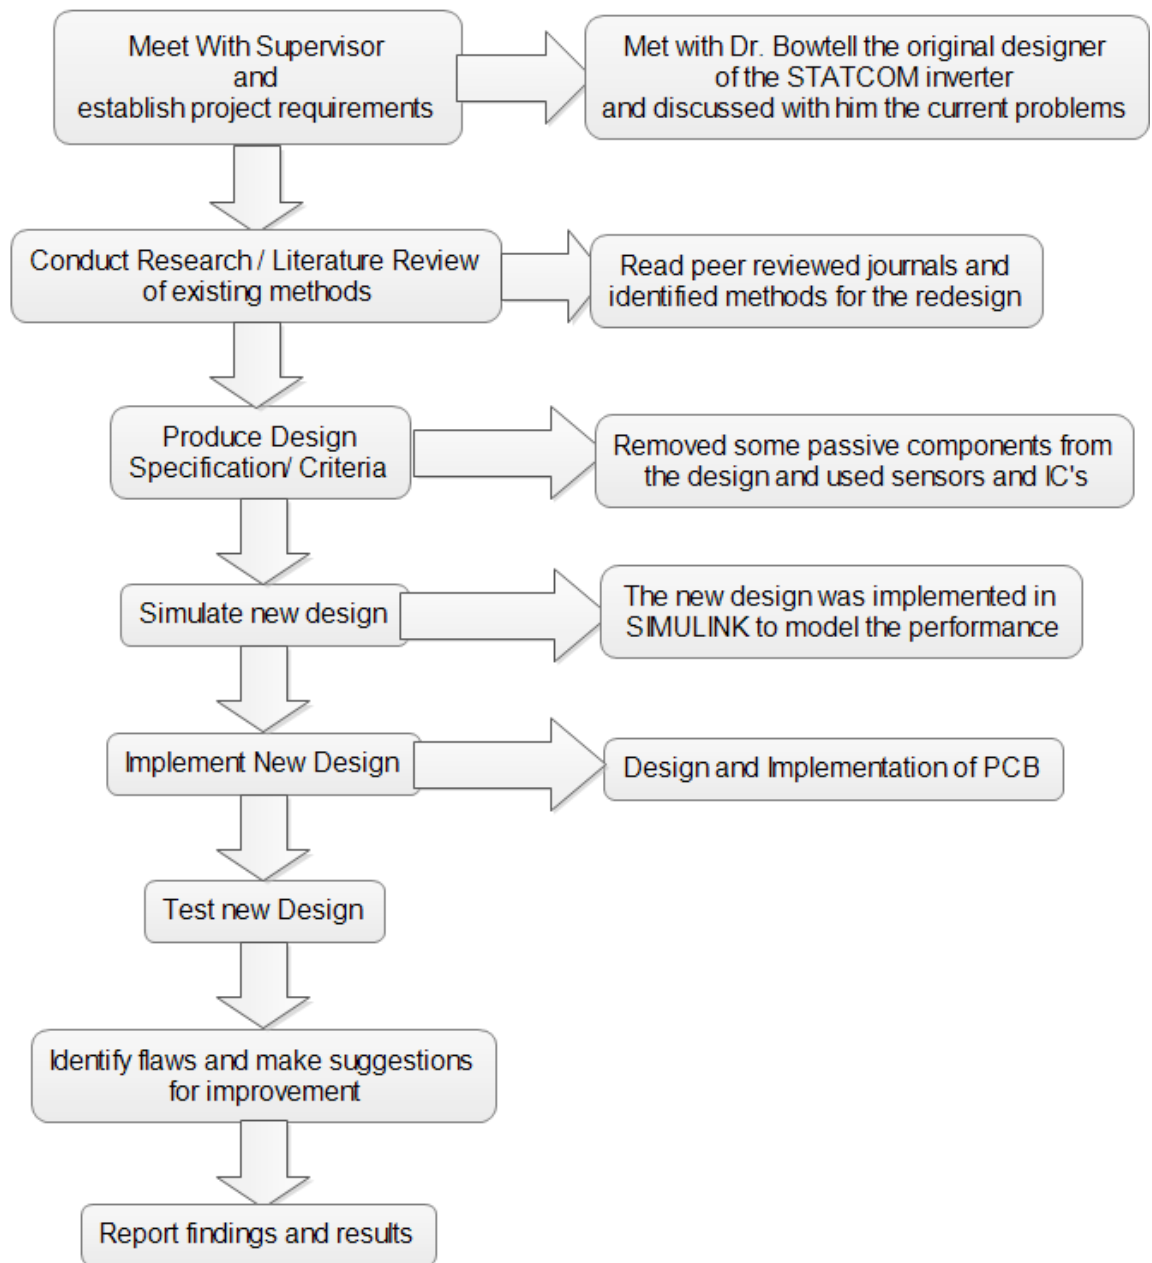 Meet With Supervisor
and
establish project requirements
Met with Dr. Bowtell the original designer
of the STATCOM inverter
and discussed with him the current problems
Conduct Research / Literature Review
of existing methods
Read peer reviewed journals and
identified methods for the redesign
Produce Design
Specification/ Criteria
Removed some passive components from
the design and used sensors and IC's
Simulate new design
The new design was implemented in
SIMULINK to model the performance
Implement New Design
Design and Implementation of PCB
Test new Design
Identify flaws and make suggestions
for improvement
Report findings and results